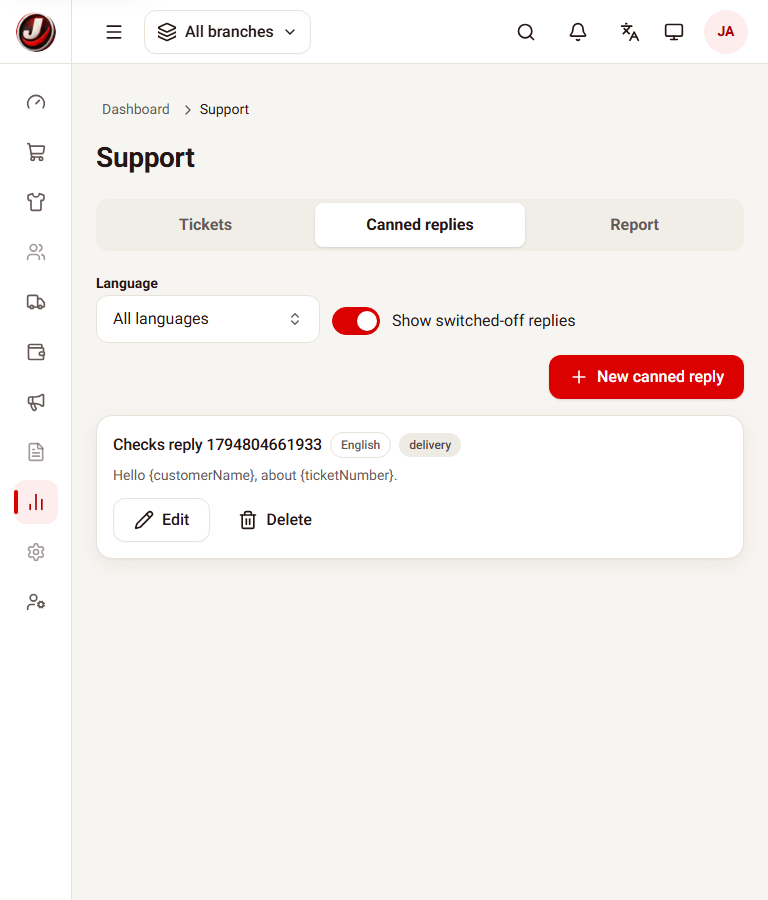 J
All branches
JA
Dashboard > Support
Support
Tickets
Canned replies
Report
Language
All languages
Show switched-off replies
+ New canned reply
Checks reply 1794804661933 English delivery
Hello {customerName}, about {ticketNumber}.
Edit
Delete